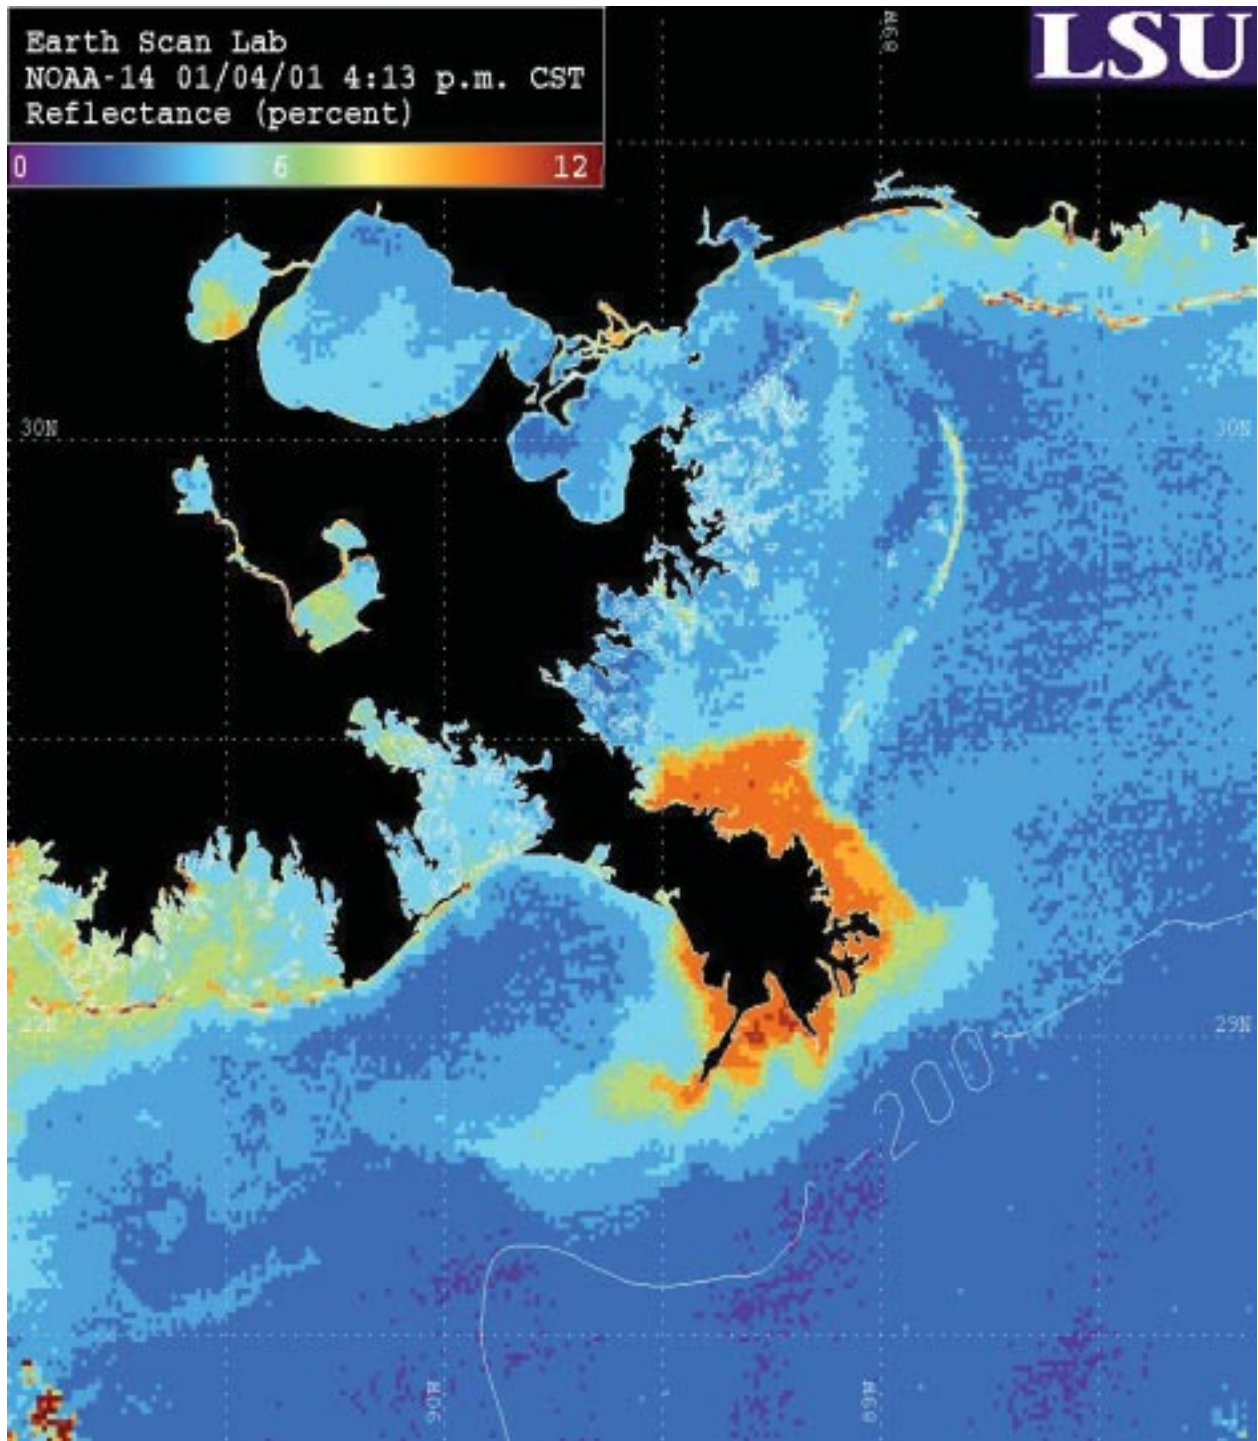 Earth Scan Lab
NOAA-14 01/04/01 4:13 p.m. CST
Reflectance (percent)
0 6 12
LSU
89W
30N
30N
29N
29N
200
90W
89W